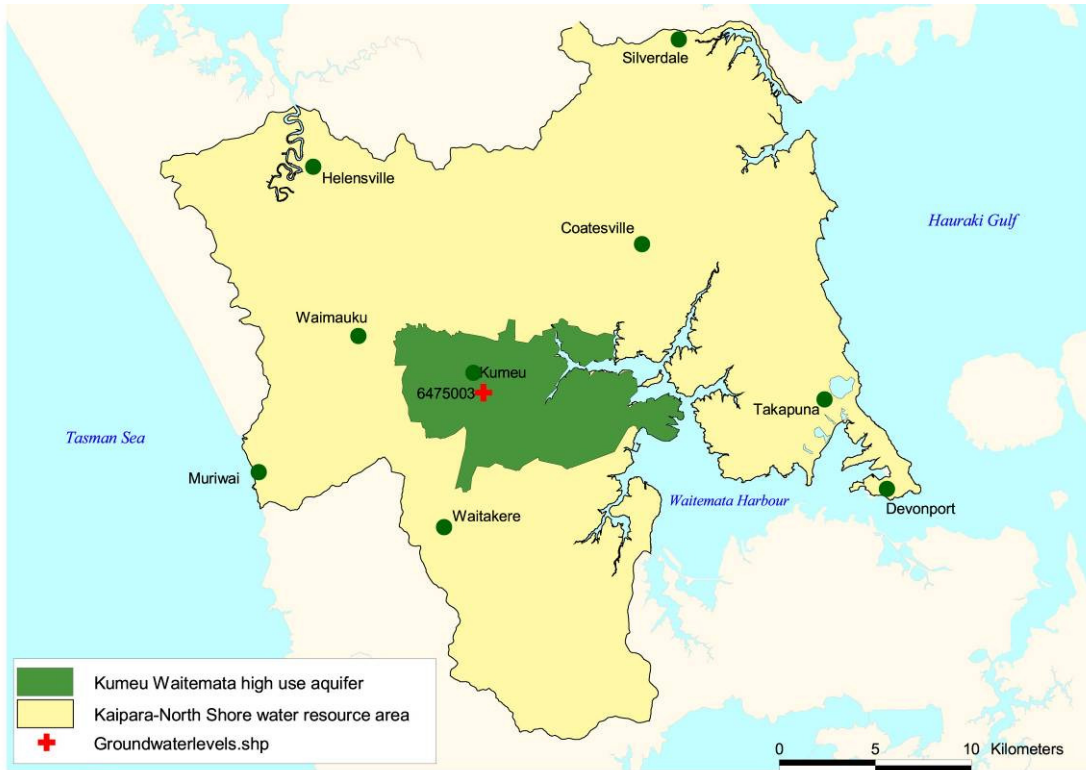 Silverdale
Helensville
Hauraki Gulf
Coatesville
Waimauku
Kumeu
6475003
Takapuna
Tasman Sea
Muriwai
Waitemata Harbour
Devonport
Waitakere
Kumeu Waitemata high use aquifer
Kaipara-North Shore water resource area
Groundwaterlevels.shp
0 5 10 Kilometers